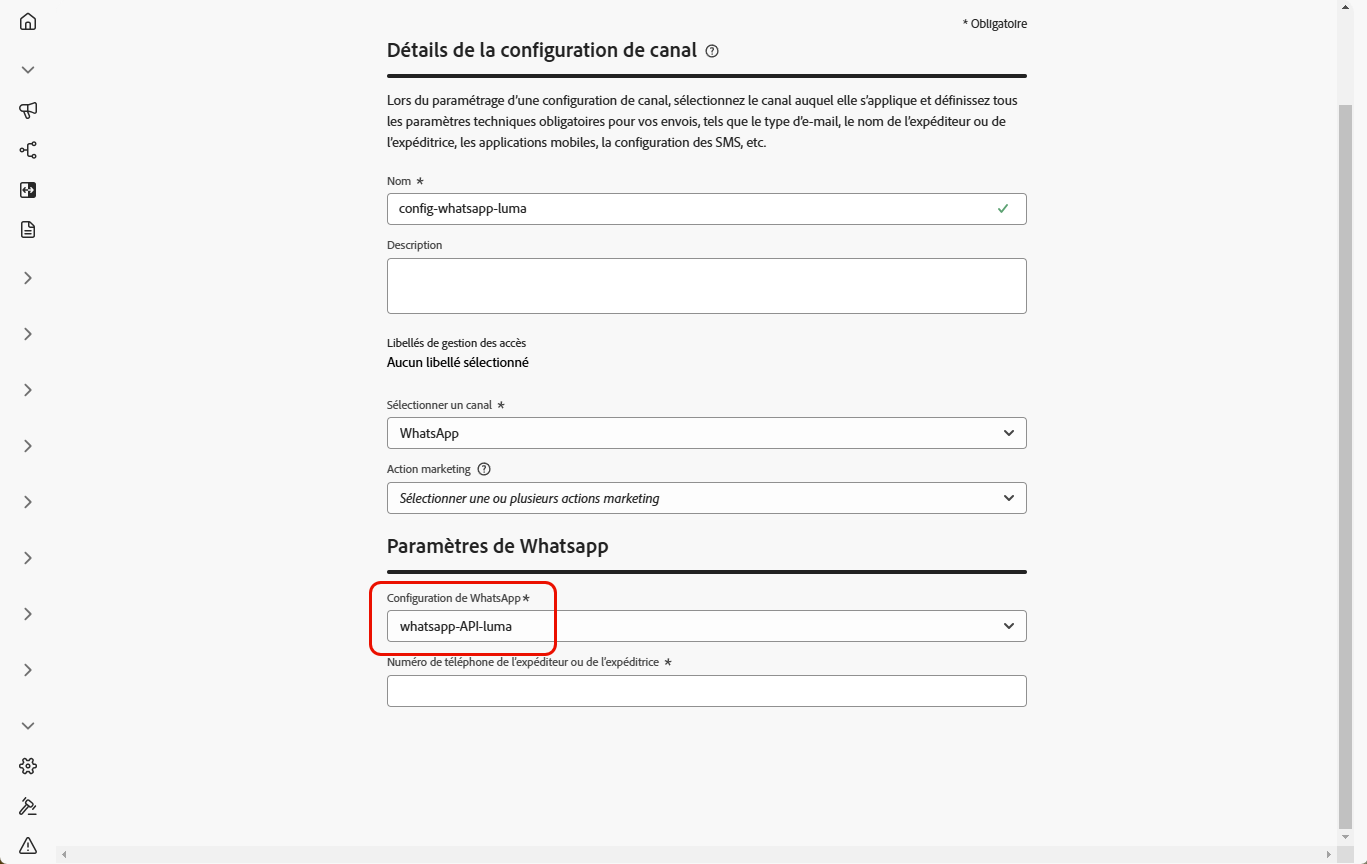 * Obligatoire
Détails de la configuration de canal
Lors du paramétrage d’une configuration de canal, sélectionnez le canal auquel elle s’applique et définissez tous
les paramètres techniques obligatoires pour vos envois, tels que le type d’e-mail, le nom de l’expéditeur ou de
l’expéditrice, les applications mobiles, la configuration des SMS, etc.
Nom *
config-whatsapp-luma
Description
Libellés de gestion des accès
Aucun libellé sélectionné
Sélectionner un canal *
WhatsApp
Action marketing
Sélectionner une ou plusieurs actions marketing
Paramètres de Whatsapp
Configuration de WhatsApp*
whatsapp-API-luma
Numéro de téléphone de l’expéditeur ou de l’expéditrice *